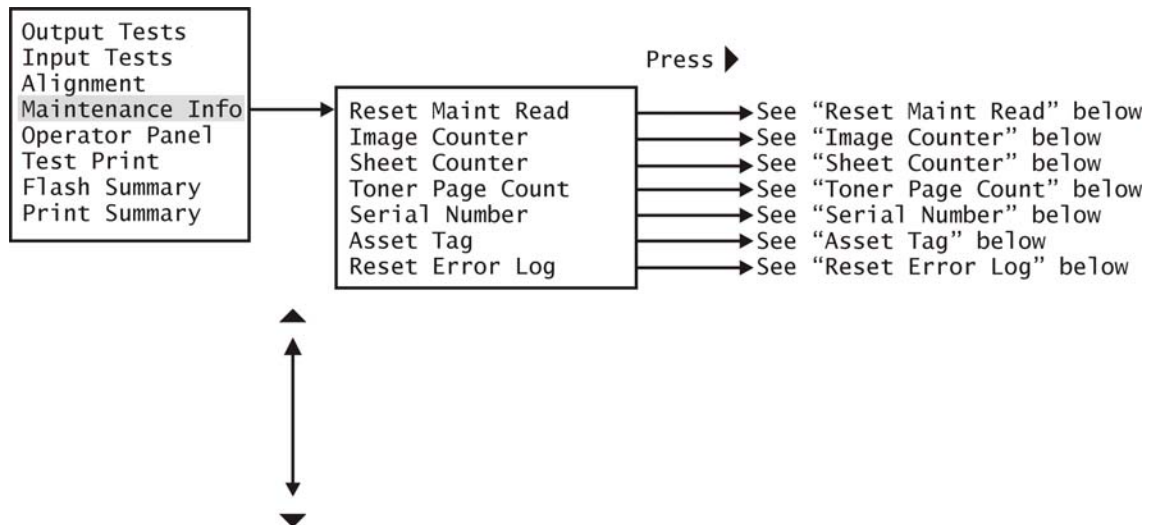 Output Tests
Input Tests
Alignment
Maintenance Info
Operator Panel
Test Print
Flash Summary
Print Summary
Press
Reset Maint Read
Image Counter
Sheet Counter
Toner Page Count
Serial Number
Asset Tag
Reset Error Log
See “Reset Maint Read” below
See “Image Counter” below
See “Sheet Counter” below
See “Toner Page Count” below
See “Serial Number” below
See “Asset Tag” below
See “Reset Error Log” below